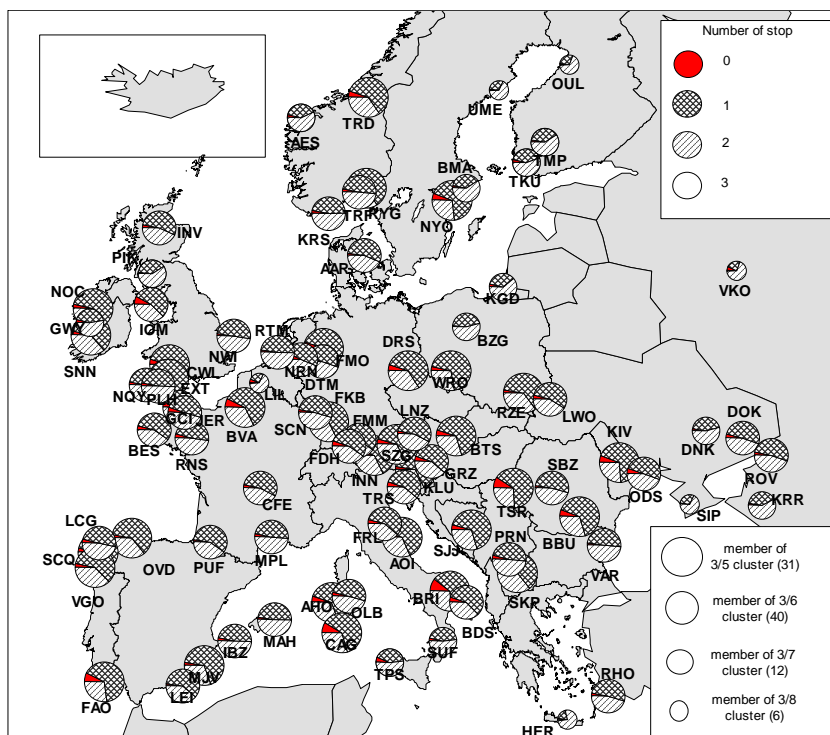 Number of stop
0
1
2
3
OUL
UME
TRD
AES
TMP
BMA
TKU
TRF
RYG
NYO
KRS
INV
AAR
PIK
VKO
KGD
NOC
IOM
BZG
GWY
RTM
DRS
NWI
SNN
FMO
NRN
WRO
CWL
DTM
NQY
PLH
EXT
LIL
FKB
RZE
LWO
LNZ
DOK
GCI
JER
BVA
SCN
FMM
KIV
DNK
BES
BTS
RNS
FDH
SZG
SBZ
GRZ
ROV
INN
KLU
ODS
CFE
TRS
TSR
KRR
SIP
LCG
FRL
PRN
SJJ
BBU
SCQ
OVD
PUF
MPL
AOI
VAR
VGO
SKP
OLB
BRI
AHO
BDS
MAH
CAG
SUF
IBZ
MJV
TPS
RHO
LEI
FAO
HER
member of
3/5 cluster (31)
member of 3/6
cluster (40)
member of 3/7
cluster (12)
member of 3/8
cluster (6)